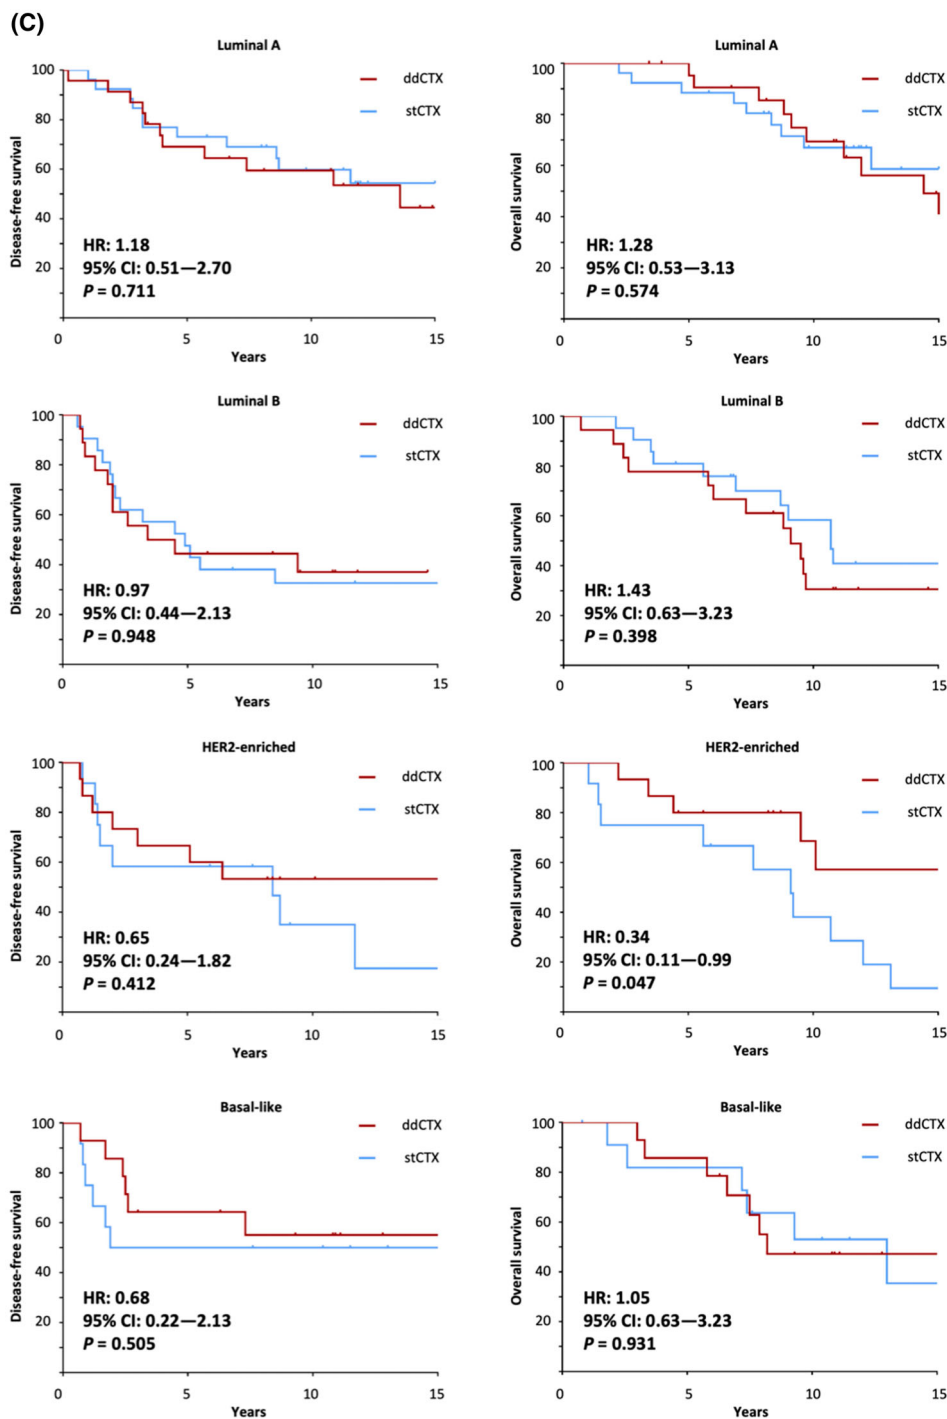 (C)
Luminal A
Disease-free survival
100
80
60
40
20
ddCTX
stCTX
HR: 1.18
95% CI: 0.51—2.70
P = 0.711
0 5 10 15
Years
Luminal A
Overall survival
100
80
60
40
20
ddCTX
stCTX
HR: 1.28
95% CI: 0.53—3.13
P = 0.574
0 5 10 15
Years
Luminal B
Disease-free survival
100
80
60
40
20
ddCTX
stCTX
HR: 0.97
95% CI: 0.44—2.13
P = 0.948
0 5 10 15
Years
Luminal B
Overall survival
100
80
60
40
20
ddCTX
stCTX
HR: 1.43
95% CI: 0.63—3.23
P = 0.398
0 5 10 15
Years
HER2-enriched
Disease-free survival
100
80
60
40
20
ddCTX
stCTX
HR: 0.65
95% CI: 0.24—1.82
P = 0.412
0 5 10 15
Years
HER2-enriched
Overall survival
100
80
60
40
20
ddCTX
stCTX
HR: 0.34
95% CI: 0.11—0.99
P = 0.047
0 5 10 15
Years
Basal-like
Disease-free survival
100
80
60
40
20
ddCTX
stCTX
HR: 0.68
95% CI: 0.22—2.13
P = 0.505
0 5 10 15
Years
Basal-like
Overall survival
100
80
60
40
20
ddCTX
stCTX
HR: 1.05
95% CI: 0.63—3.23
P = 0.931
0 5 10 15
Years